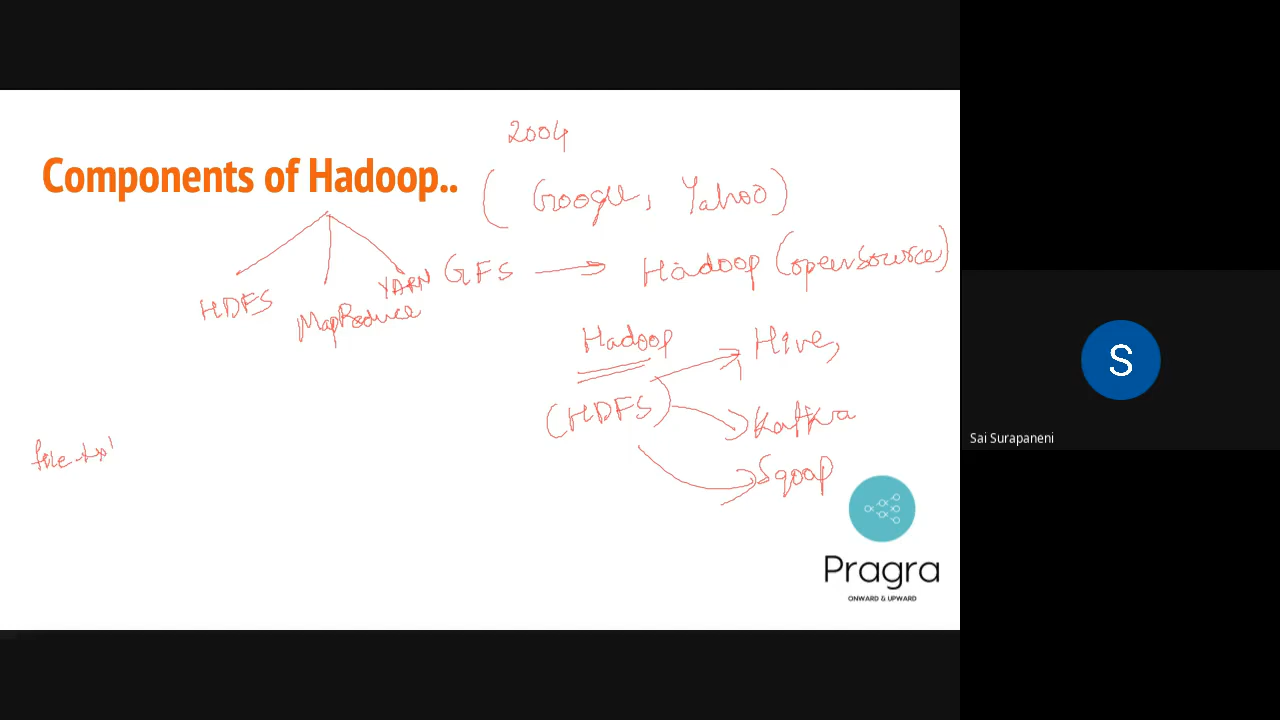 2004
Components of Hadoop..
(Google, Yahoo)
GFS → Hadoop (opensource)
HDFS
MapReduce
YARN
Hadoop
(HDFS)
Hive,
Kafka
Sqoop
file.txt
Pragra
ONWARD & UPWARD
S
Sai Surapaneni